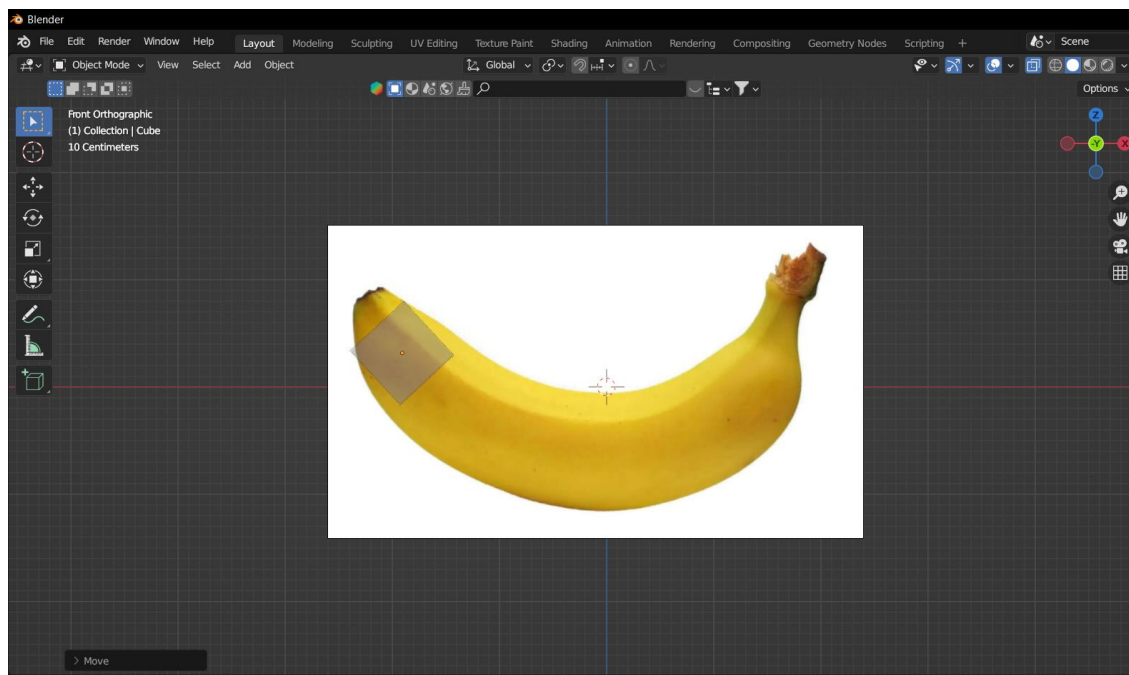 Blender
File Edit Render Window Help Layout Modeling Sculpting UV Editing Texture Paint Shading Animation Rendering Compositing Geometry Nodes Scripting + Scene
Object Mode View Select Add Object Global
Options
Front Orthographic
(1) Collection | Cube
10 Centimeters
Z
-Y X
> Move